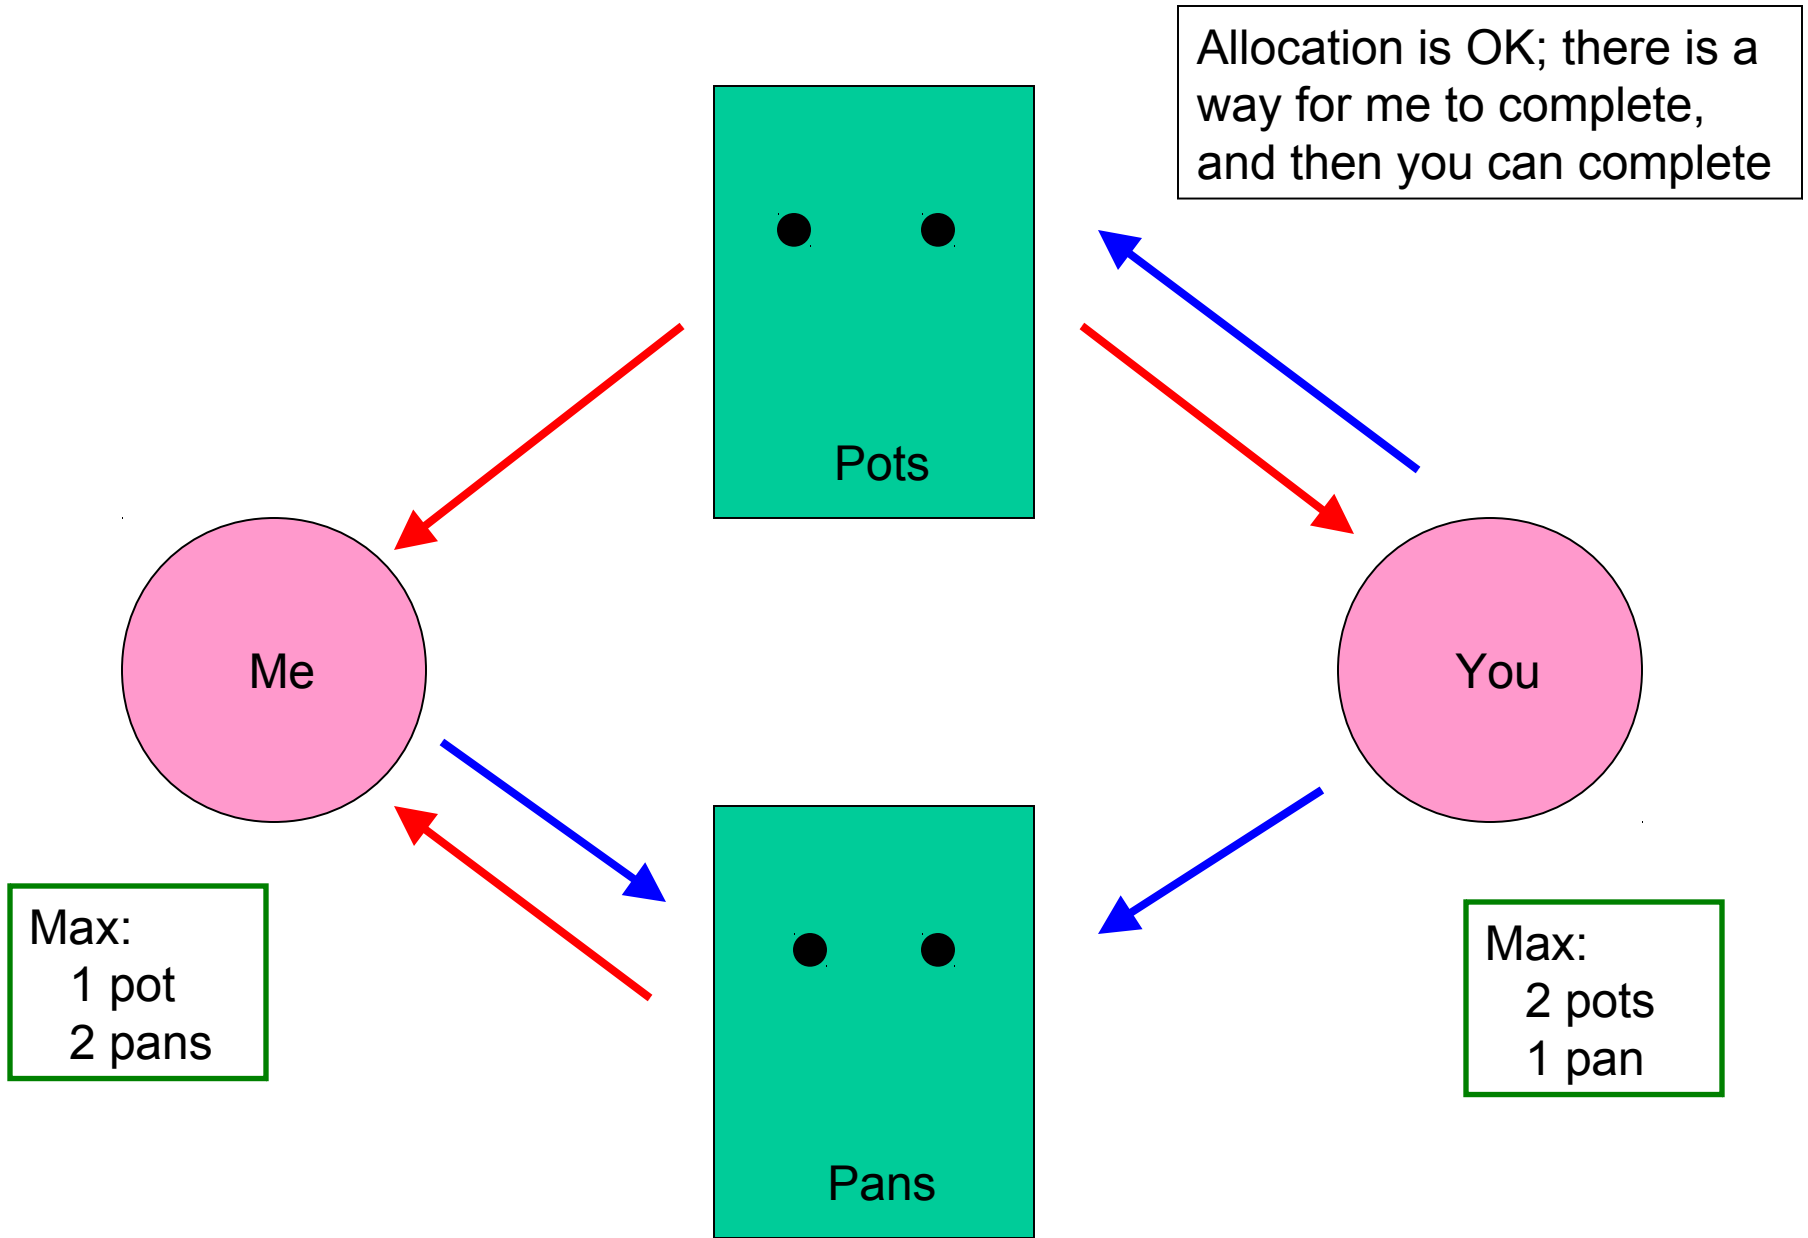 Allocation is OK; there is a
way for me to complete,
and then you can complete
Pots
Me
You
Max:
1 pot
2 pans
Max:
2 pots
1 pan
Pans